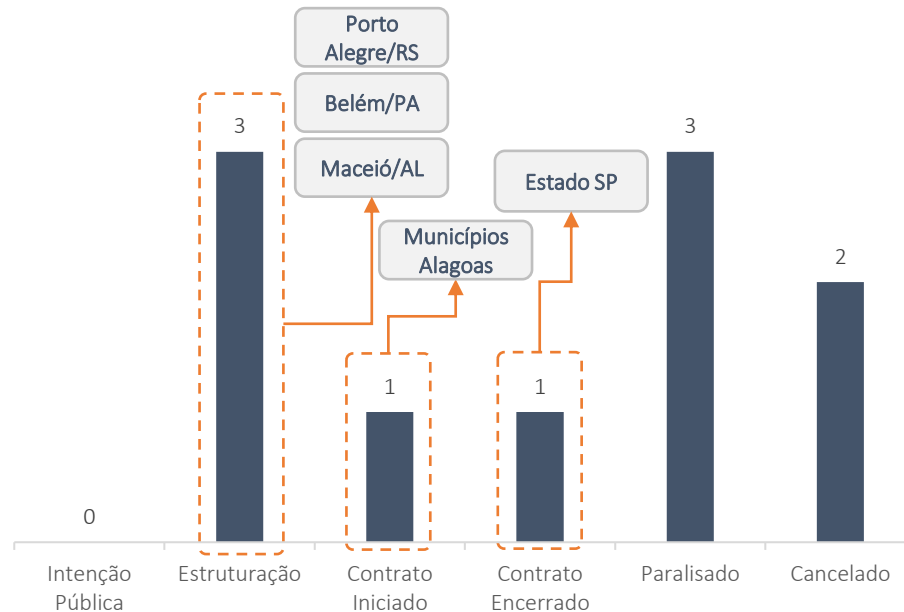 Porto
Alegre/RS
Belém/PA
Maceió/AL
Estado SP
Municípios
Alagoas
3
3
2
1
1
0
Intenção
Pública
Estruturação
Contrato
Iniciado
Contrato
Encerrado
Paralisado
Cancelado